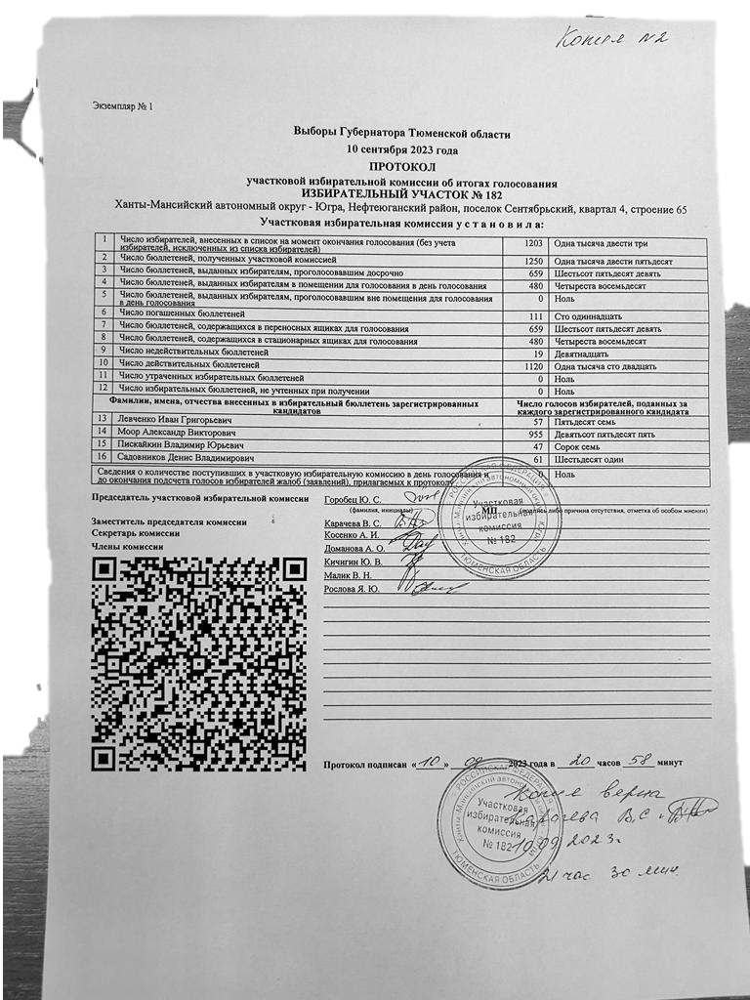 Копия №2
Экземпляр № 1
Выборы Губернатора Тюменской области
10 сентября 2023 года
ПРОТОКОЛ
участковой избирательной комиссии об итогах голосования
ИЗБИРАТЕЛЬНЫЙ УЧАСТОК № 182
Ханты-Мансийский автономный округ - Югра, Нефтеюганский район, поселок Сентябрьский, квартал 4, строение 65
Участковая избирательная комиссия у с т а н о в и л а:
1 Число избирателей, внесенных в список на момент окончания голосования (без учета избирателей, исключенных из списка избирателей) 1203 Одна тысяча двести три
2 Число бюллетеней, полученных участковой комиссией 1250 Одна тысяча двести пятьдесят
3 Число бюллетеней, выданных избирателям, проголосовавшим досрочно 659 Шестьсот пятьдесят девять
4 Число бюллетеней, выданных избирателям в помещении для голосования в день голосования 480 Четыреста восемьдесят
5 Число бюллетеней, выданных избирателям, проголосовавшим вне помещения для голосования в день голосования 0 Ноль
6 Число погашенных бюллетеней 111 Сто одиннадцать
7 Число бюллетеней, содержащихся в переносных ящиках для голосования 659 Шестьсот пятьдесят девять
8 Число бюллетеней, содержащихся в стационарных ящиках для голосования 480 Четыреста восемьдесят
9 Число недействительных бюллетеней 19 Девятнадцать
10 Число действительных бюллетеней 1120 Одна тысяча сто двадцать
11 Число утраченных избирательных бюллетеней 0 Ноль
12 Число избирательных бюллетеней, не учтенных при получении 0 Ноль
Фамилии, имена, отчества внесенных в избирательный бюллетень зарегистрированных кандидатов Число голосов избирателей, поданных за каждого зарегистрированного кандидата
13 Левченко Иван Григорьевич 57 Пятьдесят семь
14 Моор Александр Викторович 955 Девятьсот пятьдесят пять
15 Пискайкин Владимир Юрьевич 47 Сорок семь
16 Садовников Денис Владимирович 61 Шестьдесят один
Сведения о количестве поступивших в участковую избирательную комиссию в день голосования и до окончания подсчета голосов избирателей жалоб (заявлений), прилагаемых к протоколу 0 Ноль
Председатель участковой избирательной комиссии Горобец Ю. С.
(фамилия, инициалы) МП (подпись либо причина отсутствия, отметка об особом мнении)
Заместитель председателя комиссии Карачева В. С.
Секретарь комиссии Косенко А. И.
Члены комиссии Доманова А. О.
Кичигин Ю. В.
Малик В. Н.
Рослова Я. Ю.
РОССИЙСКАЯ ФЕДЕРАЦИЯ
Ханты-Мансийский автономный округ - Югра
ТЮМЕНСКАЯ ОБЛАСТЬ
Участковая
избирательная
комиссия
№ 182
Протокол подписан «10» 09 2023 года в 20 часов 58 минут
РОССИЙСКАЯ ФЕДЕРАЦИЯ
Ханты-Мансийский автономный округ - Югра
ТЮМЕНСКАЯ ОБЛАСТЬ
Участковая
избирательная
комиссия
№ 182
Копия верна
Карачева В.С.
10.09.2023г
21 час 30 мин.